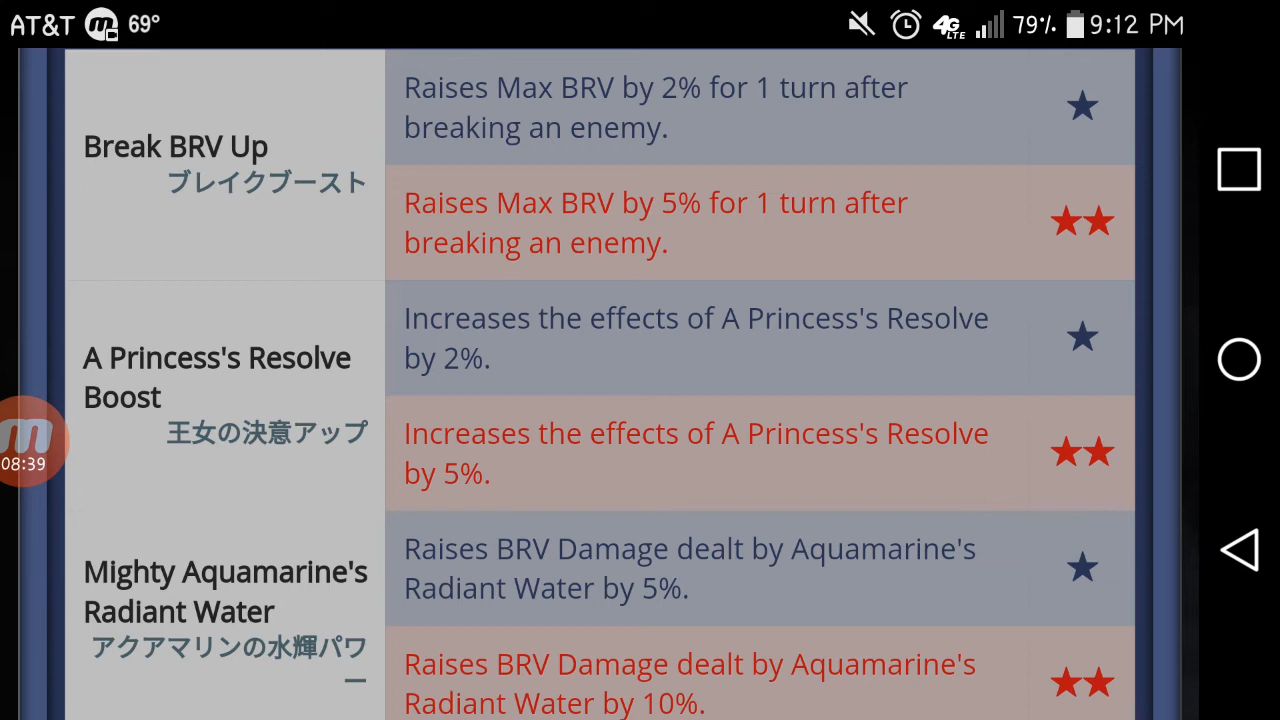 AT&T m 69° 4G LTE 79% 9:12 PM
Raises Max BRV by 2% for 1 turn after
breaking an enemy. ★
Break BRV Up
ブレイクブースト
Raises Max BRV by 5% for 1 turn after
breaking an enemy. ★★
Increases the effects of A Princess's Resolve
by 2%. ★
A Princess's Resolve
Boost
王女の決意アップ
Increases the effects of A Princess's Resolve
by 5%. ★★
m
08:39
Raises BRV Damage dealt by Aquamarine's
Radiant Water by 5%. ★
Mighty Aquamarine's
Radiant Water
アクアマリンの水輝パワ
ー
Raises BRV Damage dealt by Aquamarine's
Radiant Water by 10%. ★★